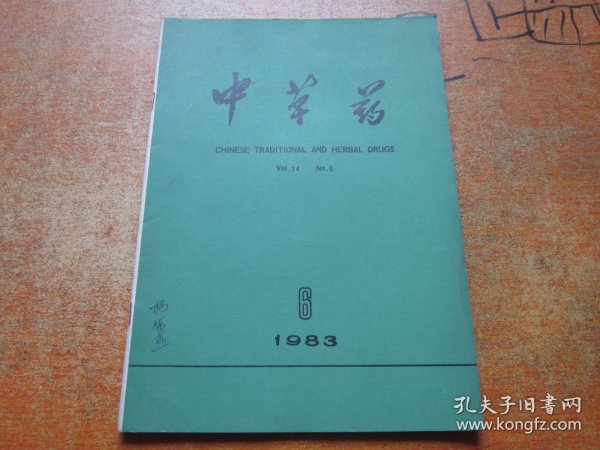 中草药
CHINESE TRADITIONAL AND HERBAL DRUGS
Vol.14 No.6
6
1983
孔夫子旧书网
www.kongfz.com